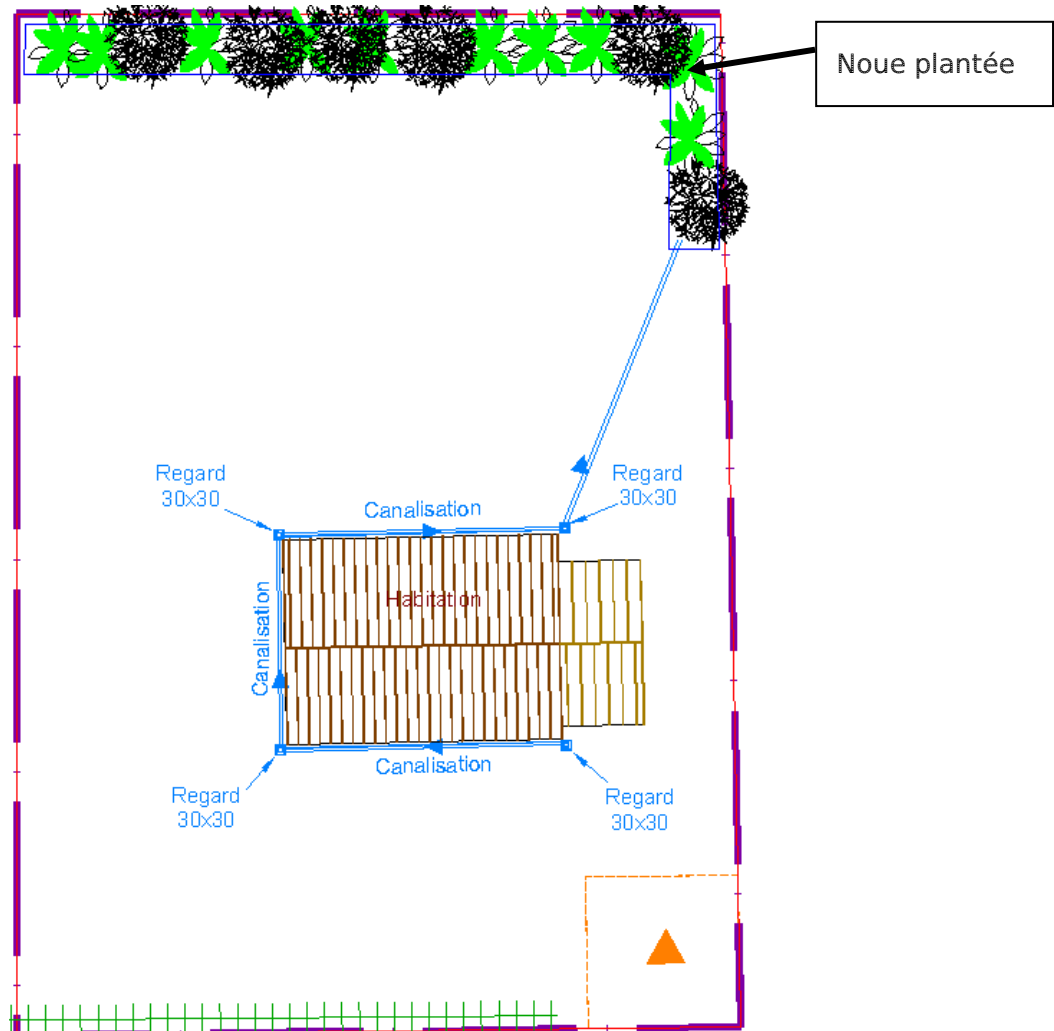 Noue plantée
Regard
30x30
Canalisation
Regard
30x30
Habitation
Canalisation
Canalisation
Regard
30x30
Regard
30x30